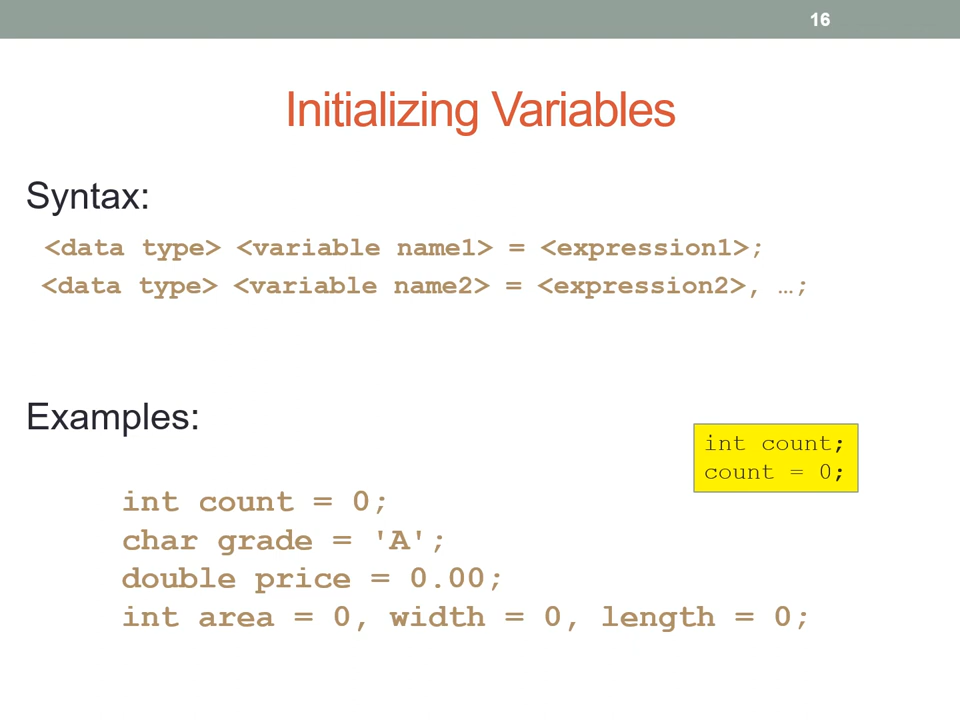 16
Initializing Variables
Syntax:
<data type> <variable name1> = <expression1>;
<data type> <variable name2> = <expression2>, …;
Examples:
int count;
count = 0;
int count = 0;
char grade = 'A';
double price = 0.00;
int area = 0, width = 0, length = 0;